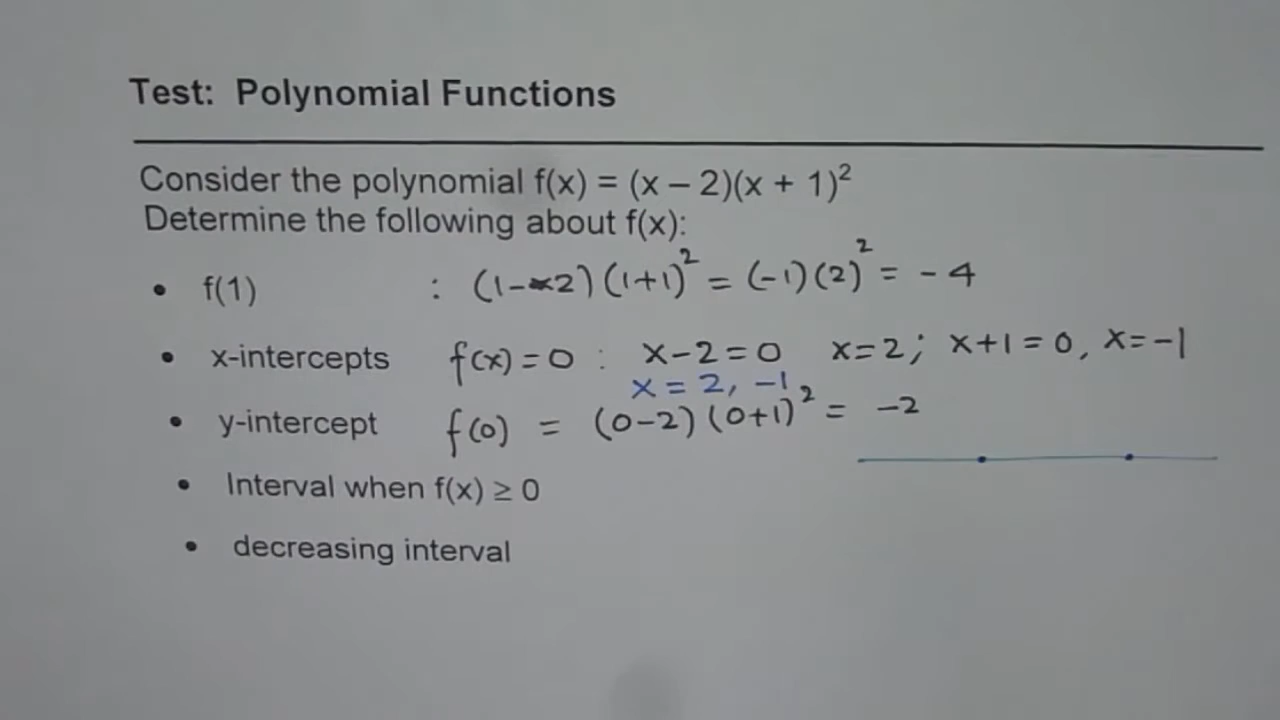 Test: Polynomial Functions
Consider the polynomial f(x) = (x – 2)(x + 1)²
Determine the following about f(x):
• f(1) : (1-2)(1+1)² = (-1)(2)² = -4
• x-intercepts f(x)=0 : x-2=0 x=2; x+1=0, x=-1
x = 2, -1
• y-intercept f(0) = (0-2)(0+1)² = -2
• Interval when f(x) ≥ 0
• decreasing interval